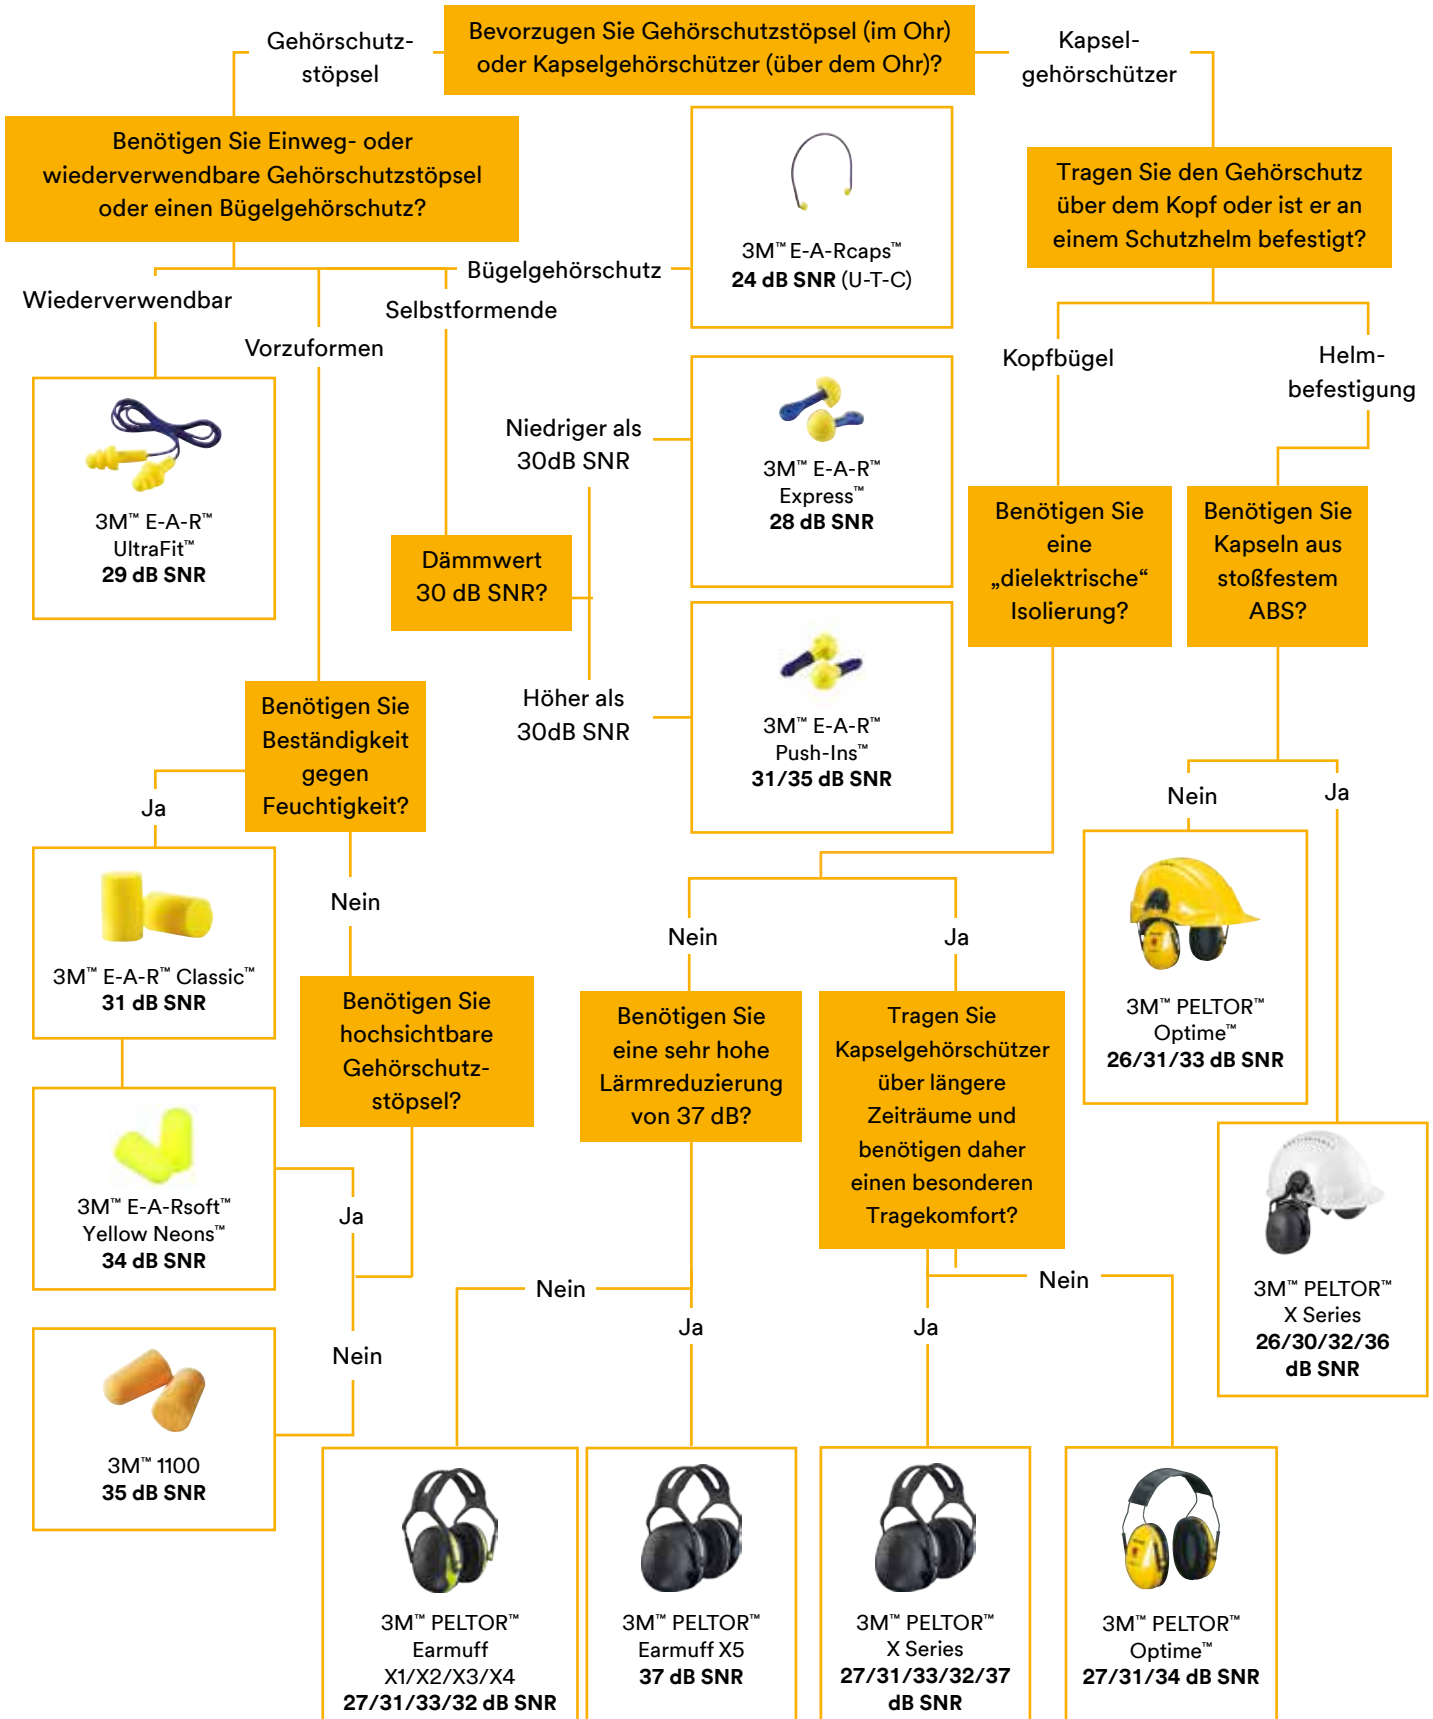 Bevorzugen Sie Gehörschutzstöpsel (im Ohr)
oder Kapselgehörschützer (über dem Ohr)?
Gehörschutz-
stöpsel
Kapsel-
gehörschützer
Benötigen Sie Einweg- oder
wiederverwendbare Gehörschutzstöpsel
oder einen Bügelgehörschutz?
Tragen Sie den Gehörschutz
über dem Kopf oder ist er an
einem Schutzhelm befestigt?
Wiederverwendbar
Vorzuformen
Selbstformende
Bügelgehörschutz
3M™ E-A-Rcaps™
24 dB SNR (U-T-C)
Kopfbügel
Helm-
befestigung
3M™ E-A-R™
UltraFit™
29 dB SNR
Niedriger als
30dB SNR
3M™ E-A-R™
Express™
28 dB SNR
Dämmwert
30 dB SNR?
Höher als
30dB SNR
3M™ E-A-R™
Push-Ins™
31/35 dB SNR
Benötigen Sie
eine
„dielektrische“
Isolierung?
Benötigen Sie
Kapseln aus
stoßfestem
ABS?
Benötigen Sie
Beständigkeit
gegen
Feuchtigkeit?
Ja
Nein
3M™ E-A-R™ Classic™
31 dB SNR
Benötigen Sie
hochsichtbare
Gehörschutz-
stöpsel?
3M™ E-A-Rsoft™
Yellow Neons™
34 dB SNR
Ja
Nein
3M™ 1100
35 dB SNR
Nein
Ja
Benötigen Sie
eine sehr hohe
Lärmreduzierung
von 37 dB?
Tragen Sie
Kapselgehörschützer
über längere
Zeiträume und
benötigen daher
einen besonderen
Tragekomfort?
Nein
Ja
3M™ PELTOR™
Optime™
26/31/33 dB SNR
3M™ PELTOR™
X Series
26/30/32/36
dB SNR
Nein
Ja
Ja
Nein
3M™ PELTOR™
Earmuff
X1/X2/X3/X4
27/31/33/32 dB SNR
3M™ PELTOR™
Earmuff X5
37 dB SNR
3M™ PELTOR™
X Series
27/31/33/32/37
dB SNR
3M™ PELTOR™
Optime™
27/31/34 dB SNR